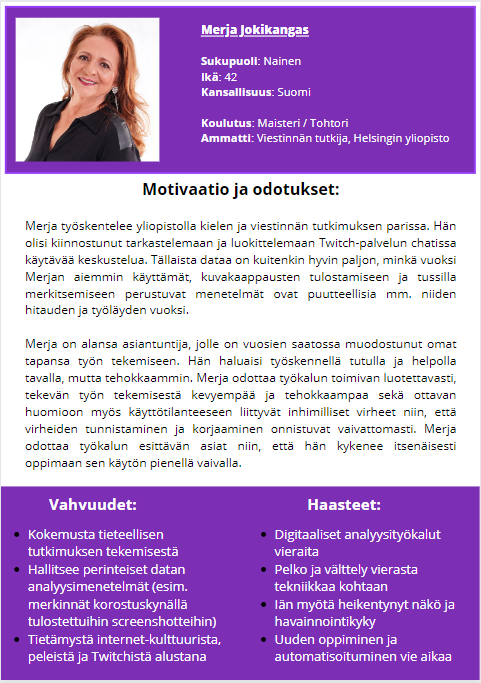 Merja Jokikangas
Sukupuoli: Nainen
Ikä: 42
Kansallisuus: Suomi
Koulutus: Maisteri / Tohtori
Ammatti: Viestinnän tutkija, Helsingin yliopisto
Motivaatio ja odotukset:
Merja työskentelee yliopistolla kielen ja viestinnän tutkimuksen parissa. Hän
olisi kiinnostunut tarkastelemaan ja luokittelemaan Twitch-palvelun chatissa
käytävää keskustelua. Tällaista dataa on kuitenkin hyvin paljon, minkä vuoksi
Merjan aiemmin käyttämät, kuvakaappausten tulostamiseen ja tussilla
merkitsemiseen perustuvat menetelmät ovat puutteellisia mm. niiden
hitauden ja työläyden vuoksi.
Merja on alansa asiantuntija, jolle on vuosien saatossa muodostunut omat
tapansa työn tekemiseen. Hän haluaisi työskennellä tutulla ja helpolla
tavalla, mutta tehokkaammin. Merja odottaa työkalun toimivan luotettavasti,
tekevän työn tekemisestä kevyempää ja tehokkaampaa sekä ottavan
huomioon myös käyttötilanteeseen liittyvät inhimilliset virheet niin, että
virheiden tunnistaminen ja korjaaminen onnistuvat vaivattomasti. Merja
odottaa työkalun esittävän asiat niin, että hän kykenee itsenäisesti
oppimaan sen käytön pienellä vaivalla.
Vahvuudet:
Kokemusta tieteellisen
tutkimuksen tekemisestä
Hallitsee perinteiset datan
analyysimenetelmät (esim.
merkinnät korostuskynällä
tulostettuihin screenshotteihin)
Tietämystä internet-kulttuurista,
peleistä ja Twitchistä alustana
Haasteet:
Digitaaliset analyysityökalut
vieraita
Pelko ja välttely vierasta
tekniikkaa kohtaan
Iän myötä heikentynyt näkö ja
havainnointikyky
Uuden oppiminen ja
automatisoituminen vie aikaa